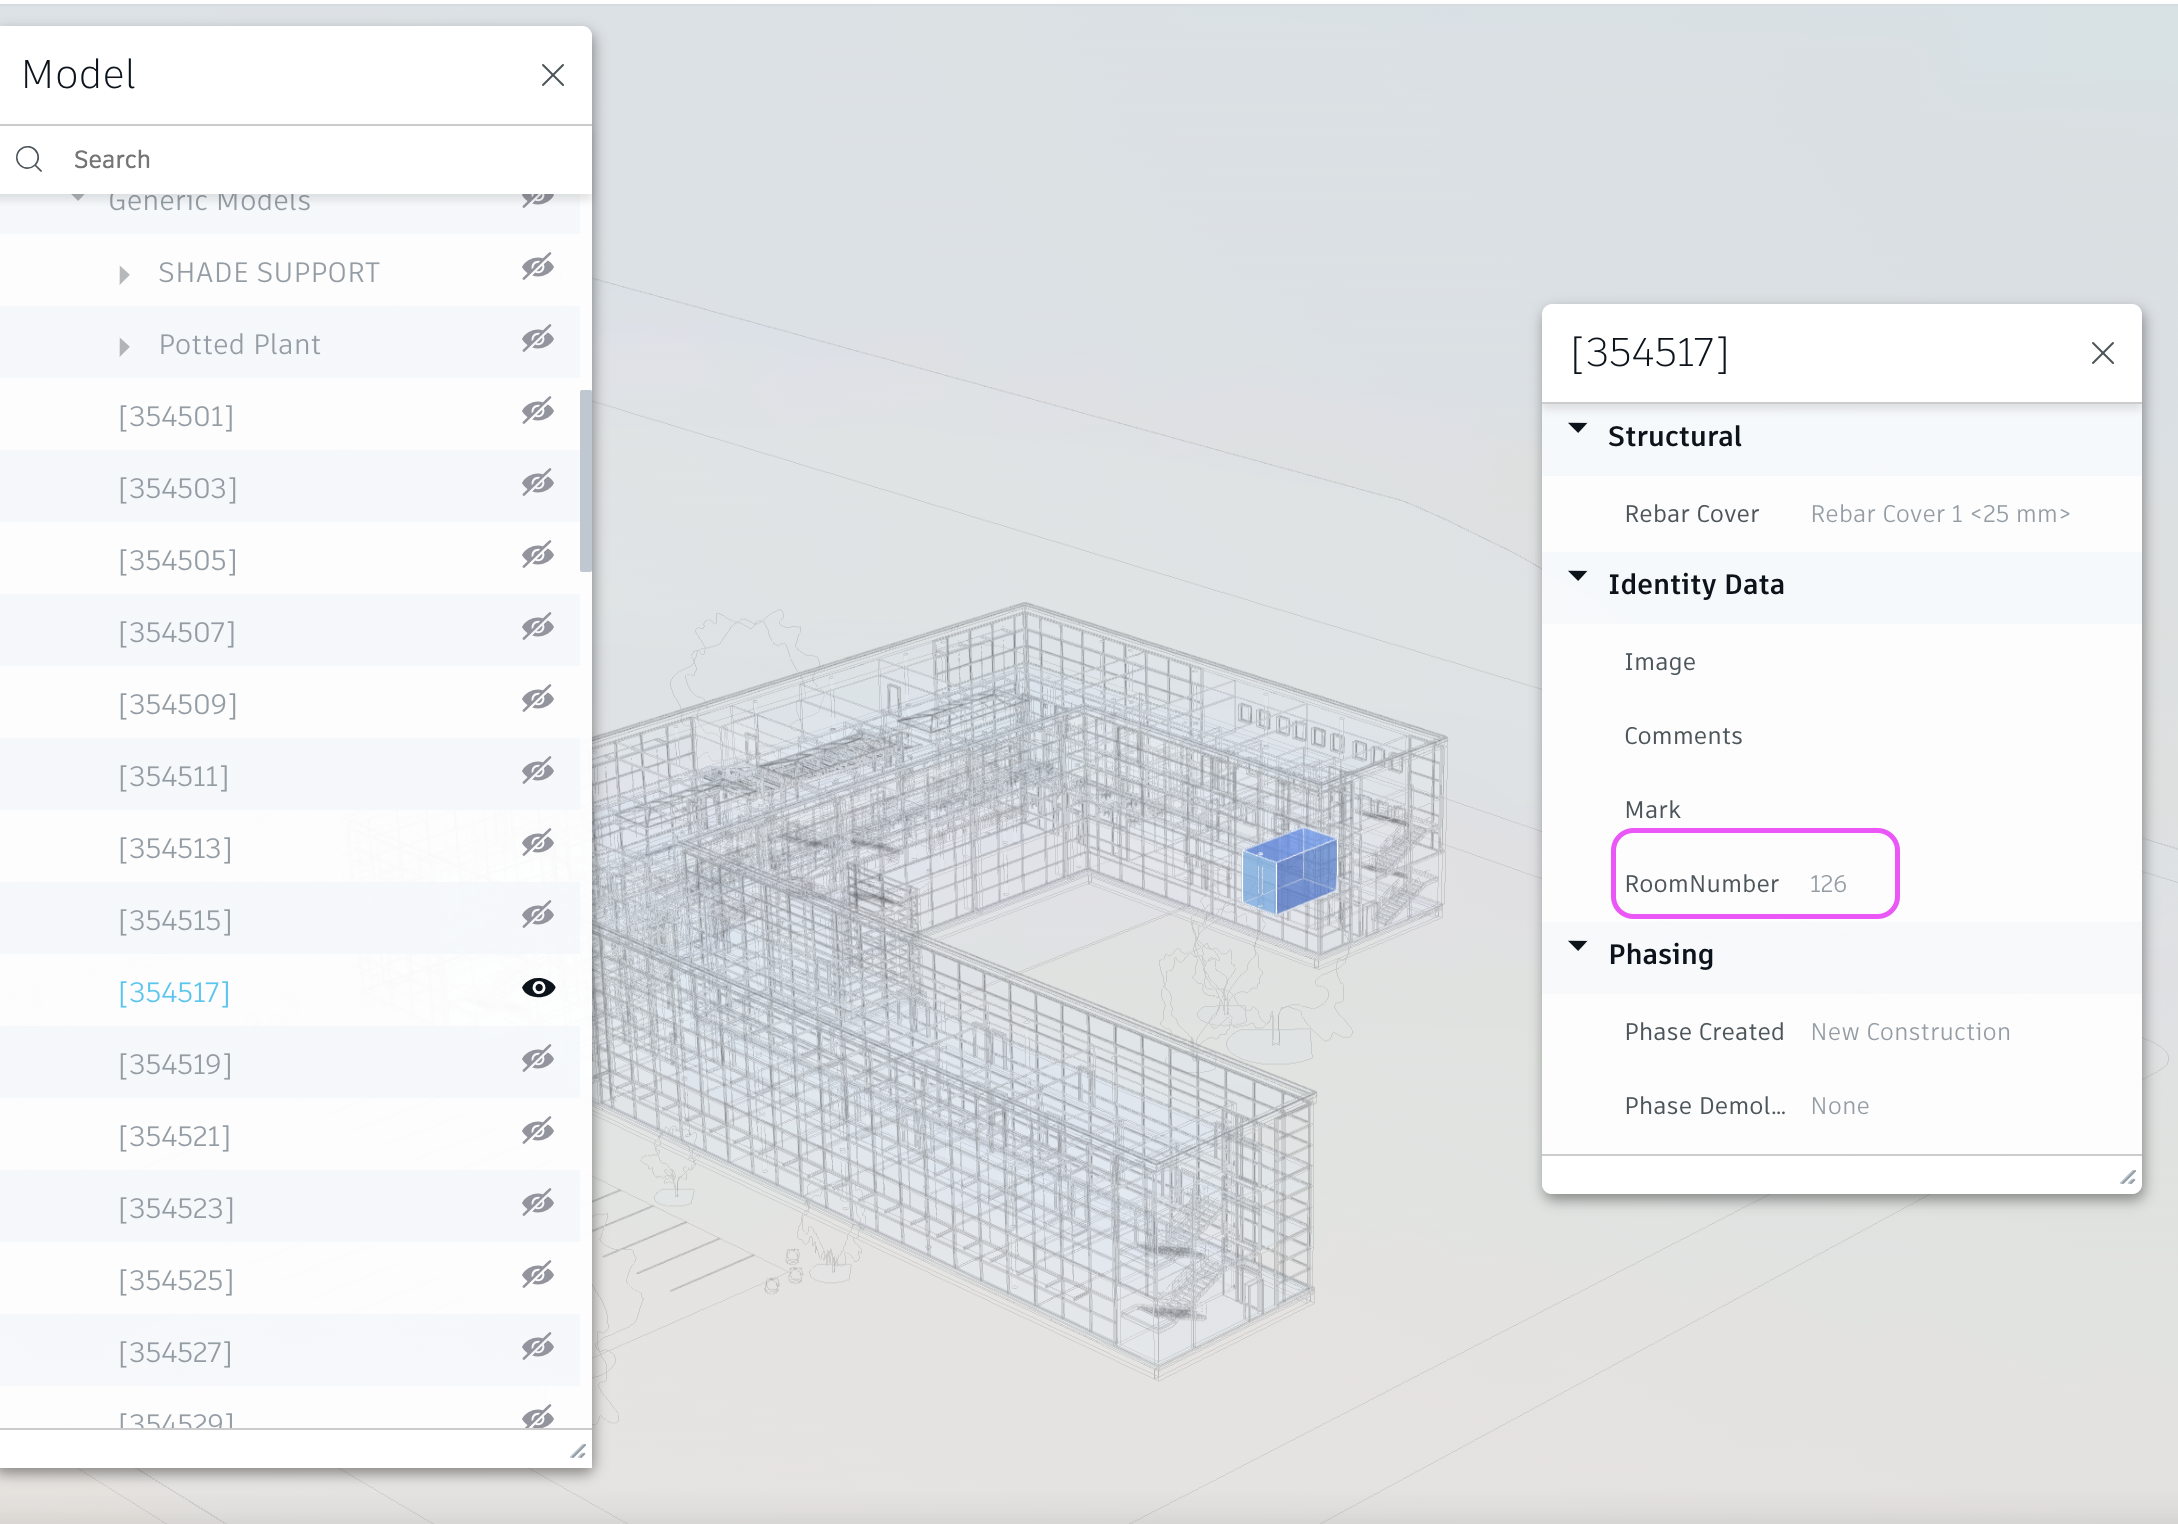 Model
Search
Generic Models
SHADE SUPPORT
Potted Plant
[354501]
[354503]
[354505]
[354507]
[354509]
[354511]
[354513]
[354515]
[354517]
[354519]
[354521]
[354523]
[354525]
[354527]
[354529]
[354517]
Structural
Rebar Cover Rebar Cover 1 <25 mm>
Identity Data
Image
Comments
Mark
RoomNumber 126
Phasing
Phase Created New Construction
Phase Demol... None